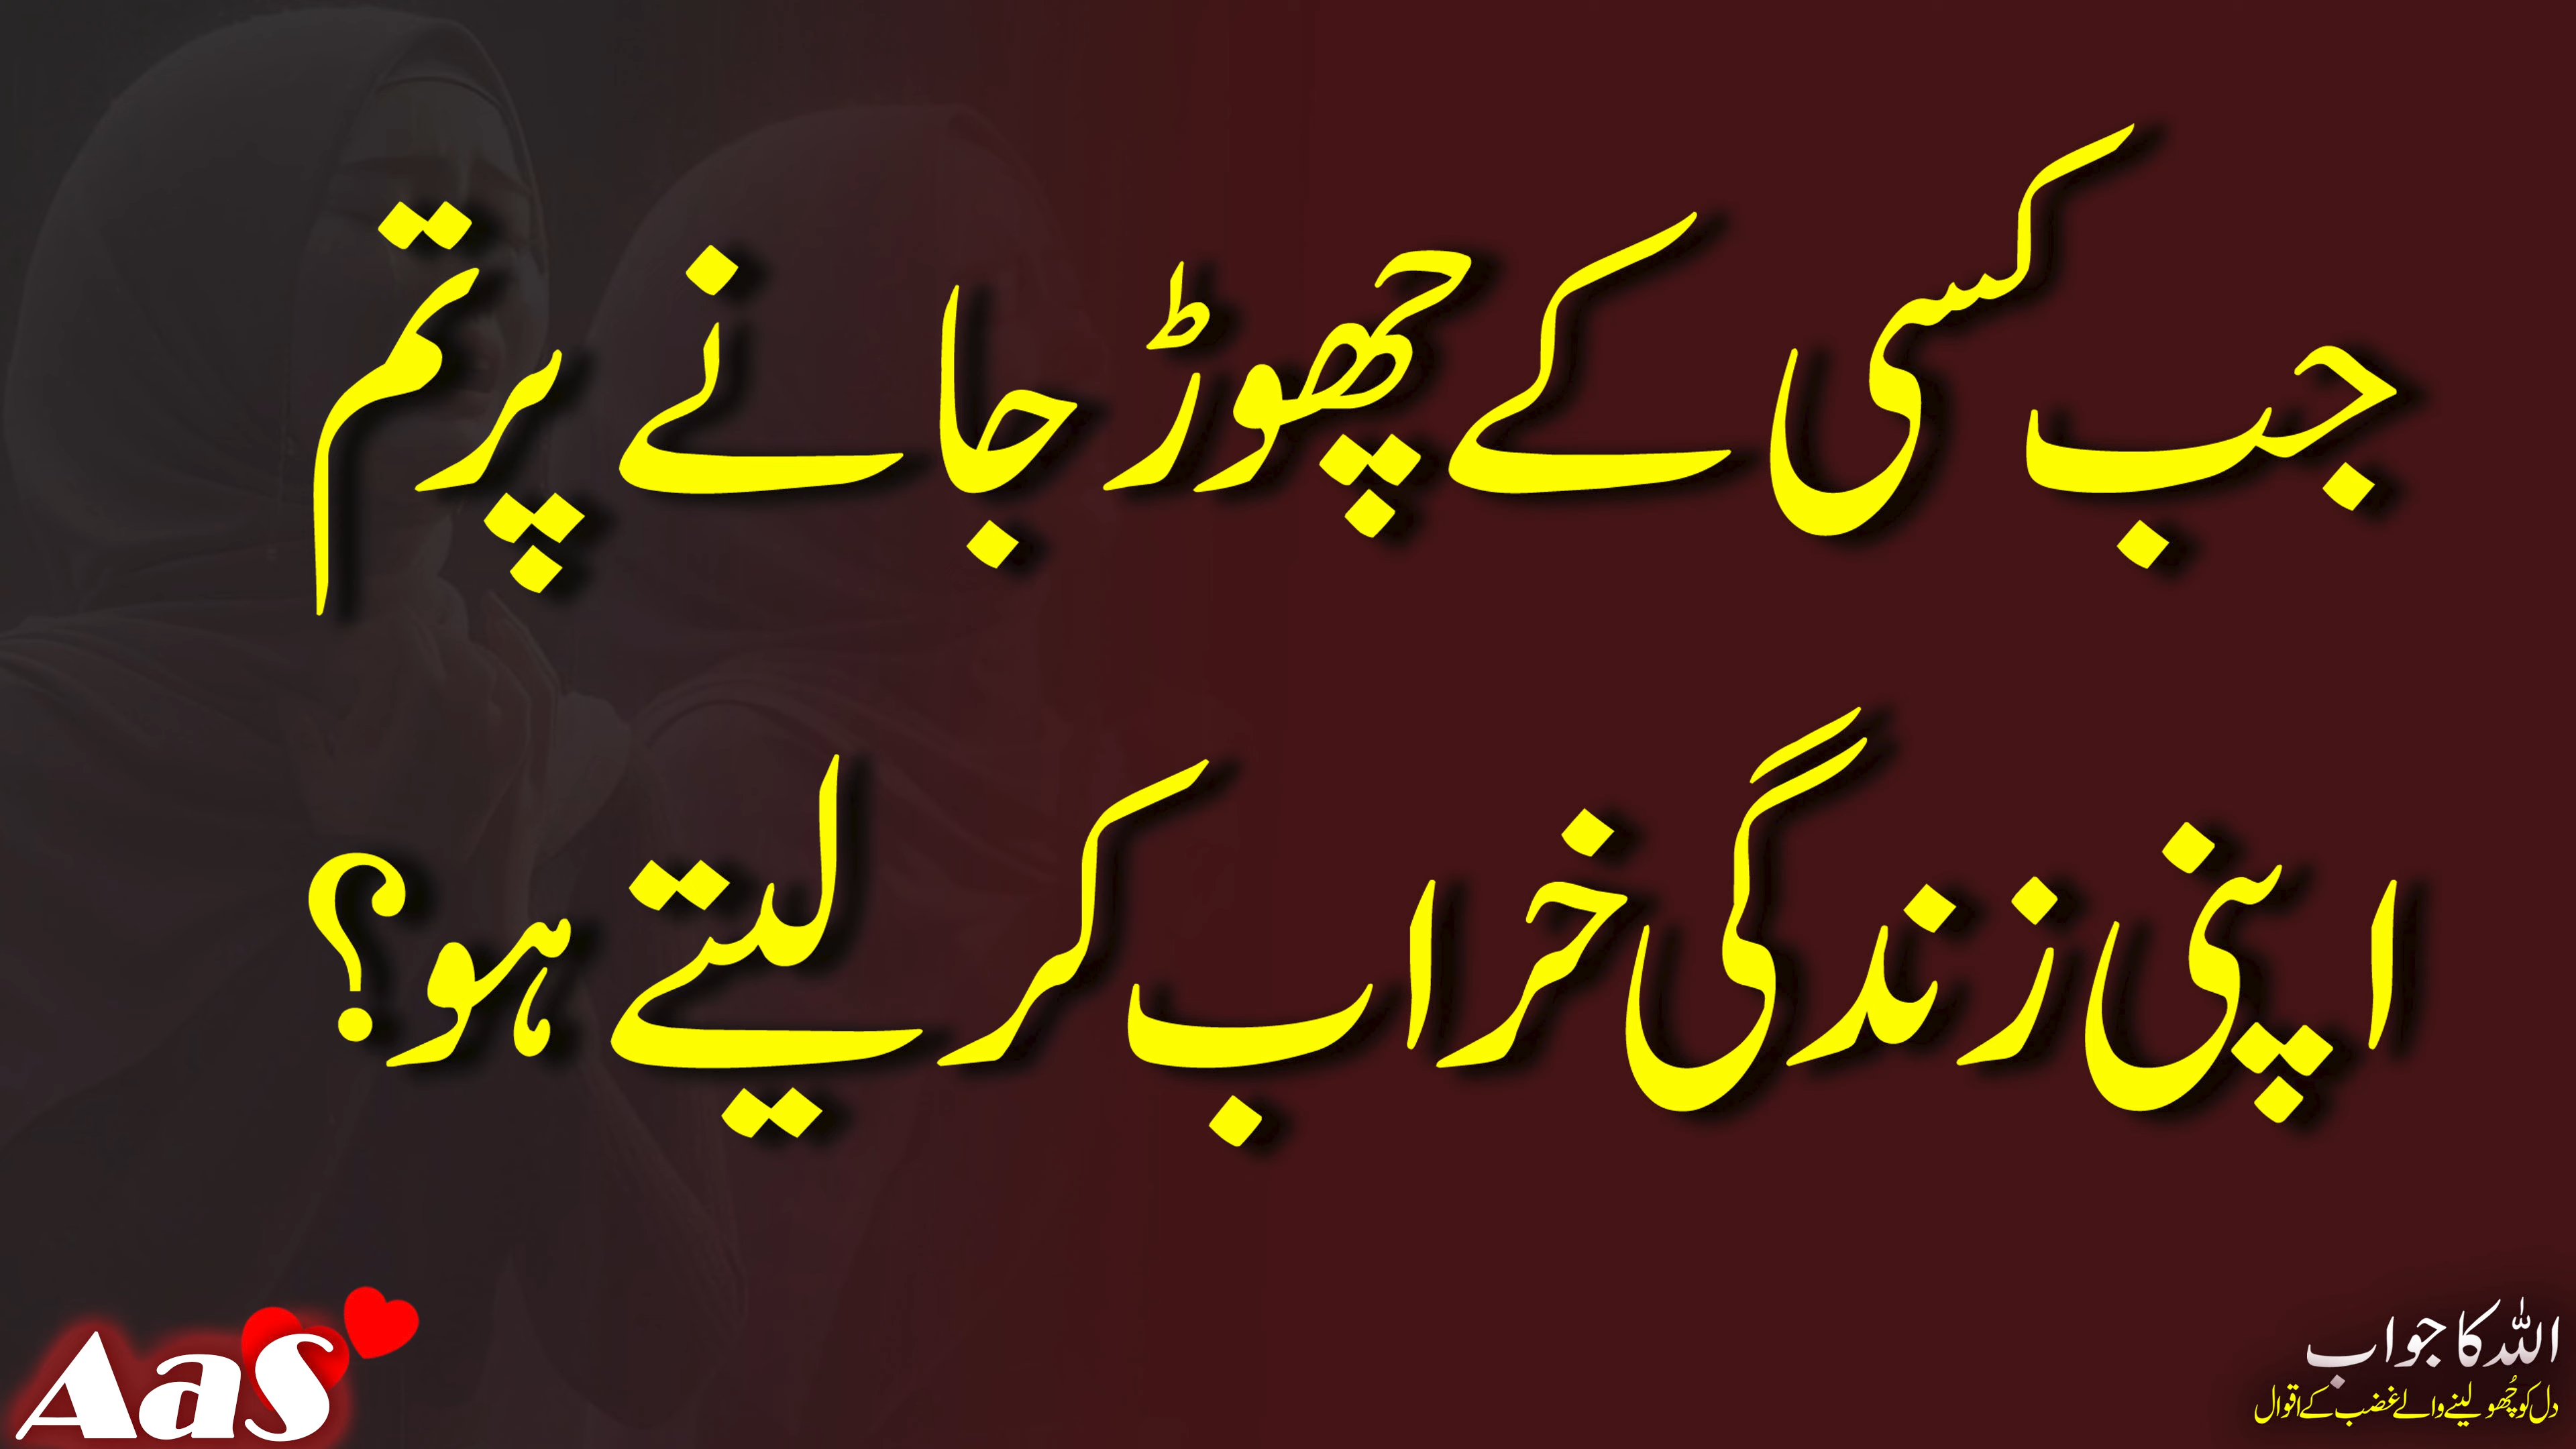 جب کسی کے چھوڑ جانے پر تم
اپنی زندگی خراب کر لیتے ہو؟
AaS
اللہ کا جواب
دل کو چُھو لینے والے غضب کے اقوال